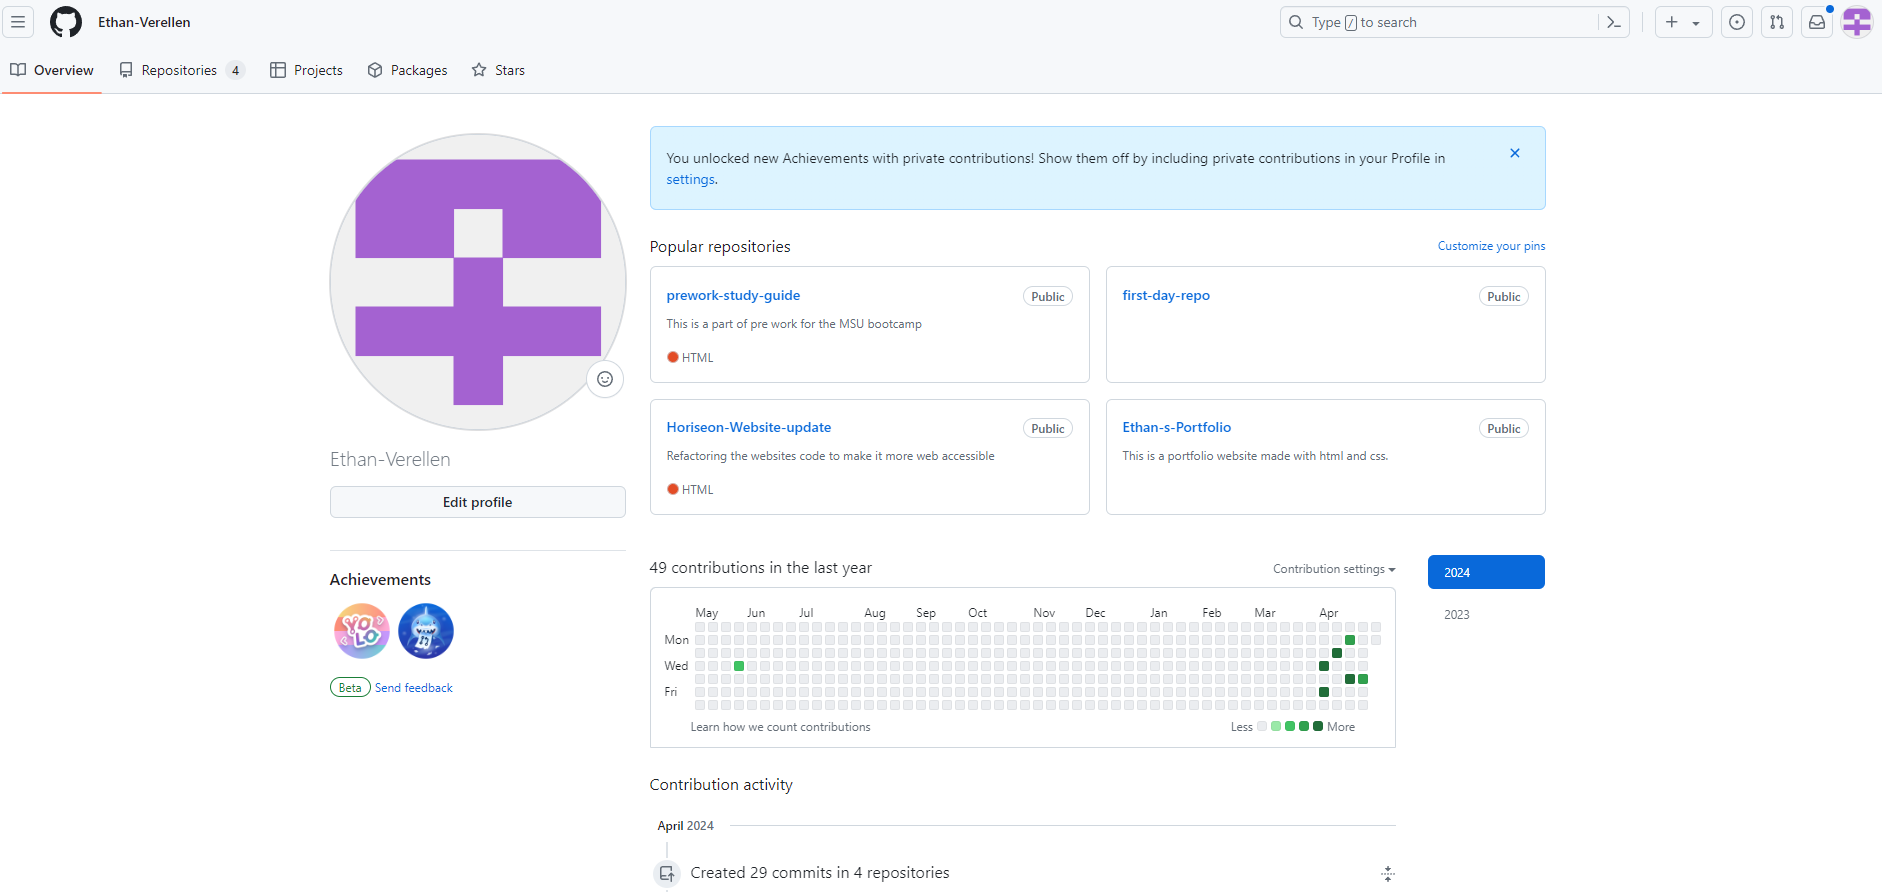 Ethan-Verellen
Type / to search
Overview
Repositories 4
Projects
Packages
Stars
You unlocked new Achievements with private contributions! Show them off by including private contributions in your Profile in
settings.
Popular repositories
Customize your pins
prework-study-guide
Public
This is a part of pre work for the MSU bootcamp
HTML
first-day-repo
Public
Horiseon-Website-update
Public
Refactoring the websites code to make it more web accessible
HTML
Ethan-s-Portfolio
Public
This is a portfolio website made with html and css.
Ethan-Verellen
Edit profile
Achievements
YOLO
Beta Send feedback
49 contributions in the last year
Contribution settings
2024
2023
May Jun Jul Aug Sep Oct Nov Dec Jan Feb Mar Apr
Mon
Wed
Fri
Learn how we count contributions
Less More
Contribution activity
April 2024
Created 29 commits in 4 repositories